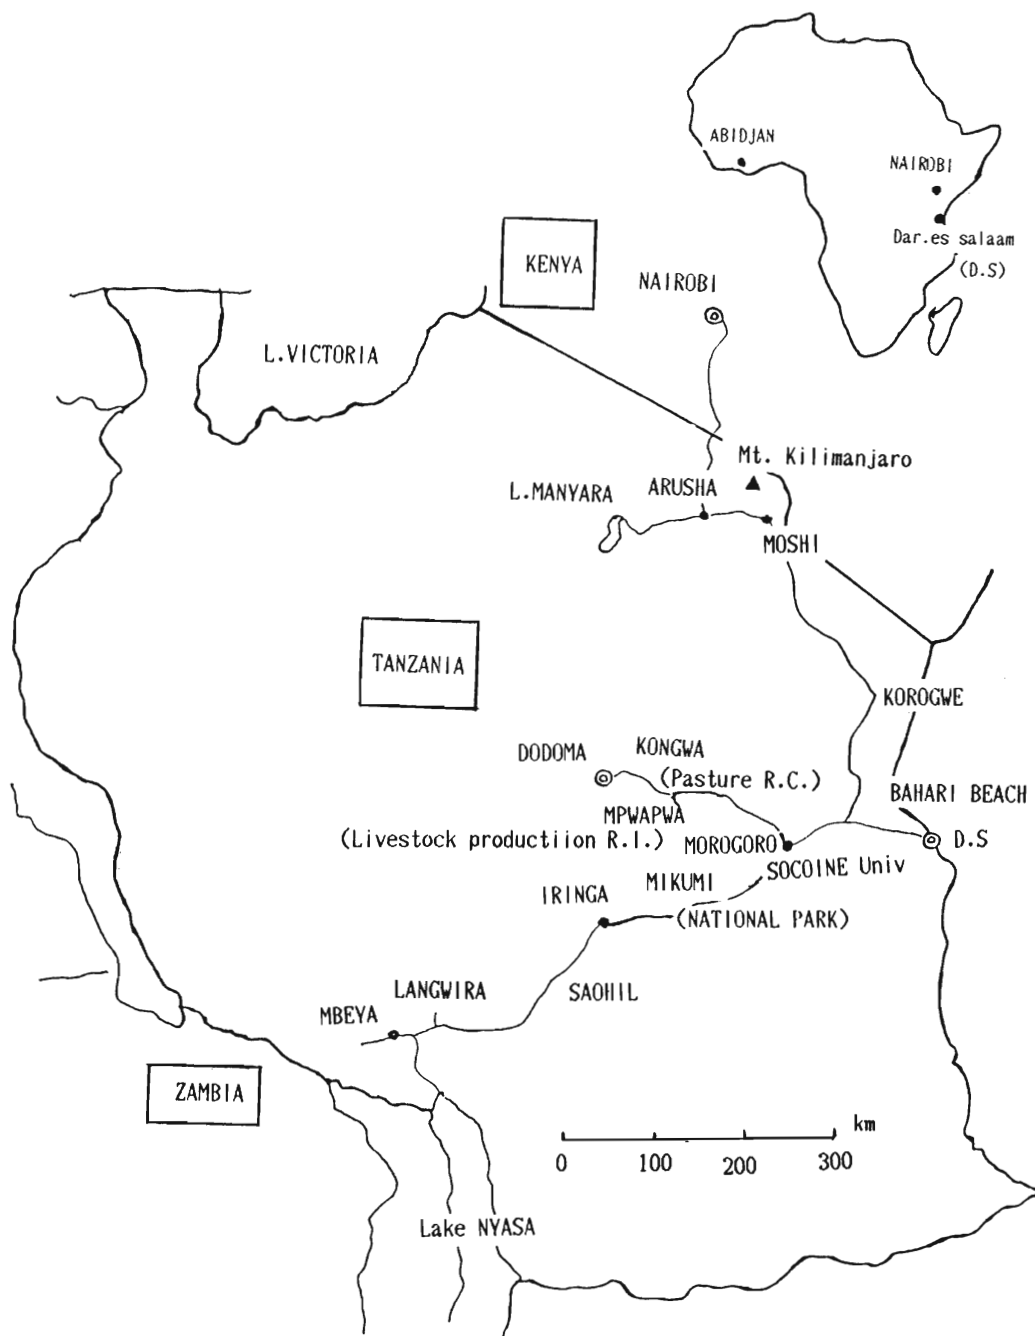 ABIDJAN
NAIROBI
Dar.es salaam
(D.S)
KENYA
NAIROBI
L.VICTORIA
Mt. Kilimanjaro
L.MANYARA
ARUSHA
MOSHI
TANZANIA
KOROGWE
DODOMA
KONGWA
(Pasture R.C.)
BAHARI BEACH
MPWAPWA
(Livestock productiion R.I.)
MOROGORO
D.S
SOCOINE Univ
MIKUMI
IRINGA
(NATIONAL PARK)
LANGWIRA
SAOHIL
MBEYA
ZAMBIA
km
0 100 200 300
Lake NYASA